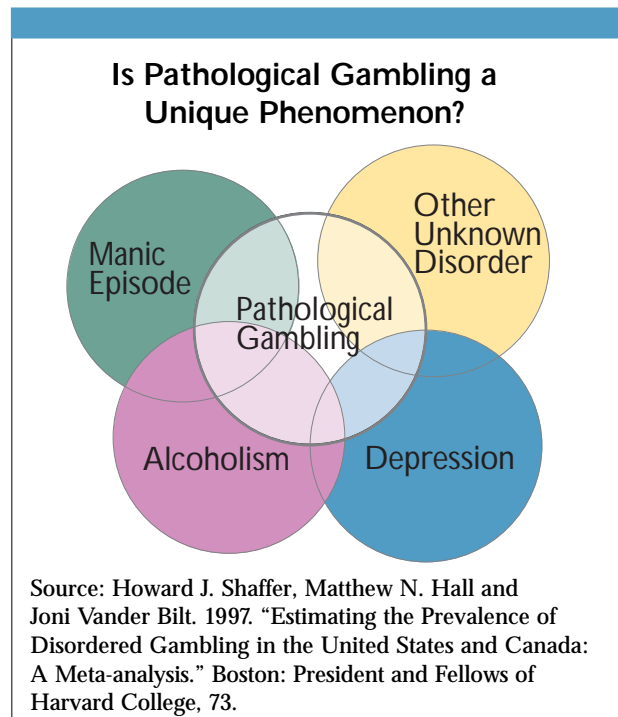 Is Pathological Gambling a
Unique Phenomenon?
Manic
Episode
Other
Unknown
Disorder
Pathological
Gambling
Alcoholism
Depression
Source: Howard J. Shaffer, Matthew N. Hall and
Joni Vander Bilt. 1997. “Estimating the Prevalence of
Disordered Gambling in the United States and Canada:
A Meta-analysis.” Boston: President and Fellows of
Harvard College, 73.